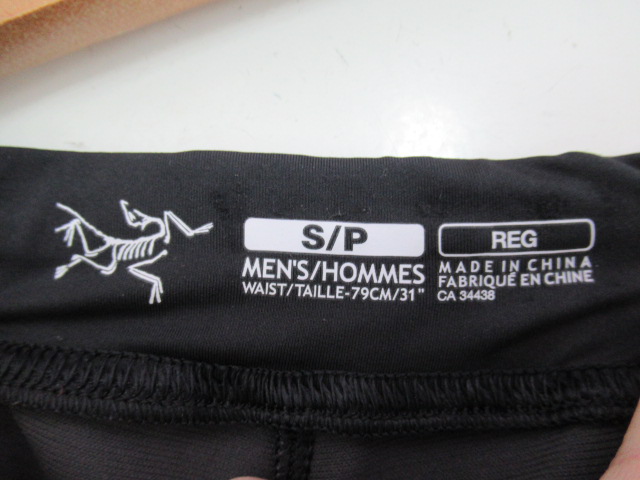 S/P
MEN'S/HOMMES
WAIST/TAILLE-79CM/31"
REG
MADE IN CHINA
FABRIQUÉ EN CHINE
CA 34438